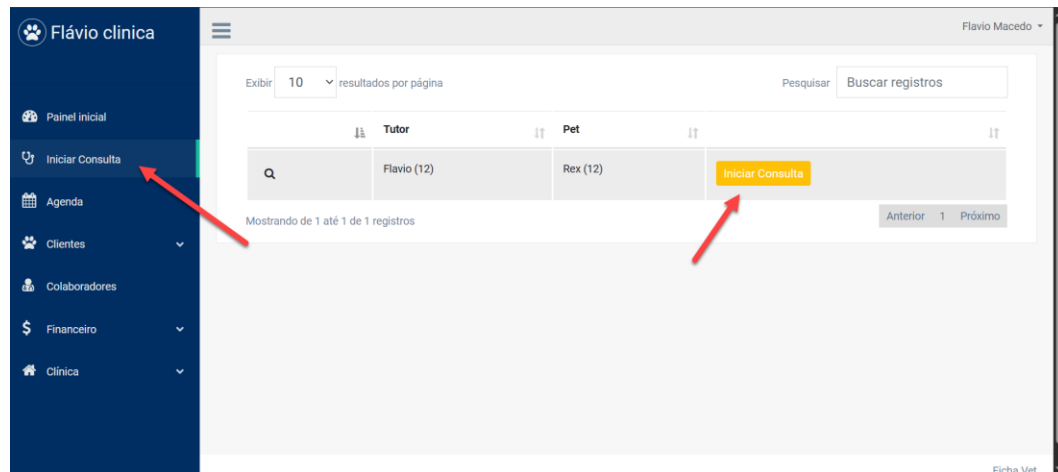 Flávio clinica
Flavio Macedo
Exibir 10 resultados por página
Pesquisar Buscar registros
Painel inicial
Tutor Pet
Iniciar Consulta
Flavio (12) Rex (12) Iniciar Consulta
Agenda
Mostrando de 1 até 1 de 1 registros
Anterior 1 Próximo
Clientes
Colaboradores
Financeiro
Clínica
Ficha Vet